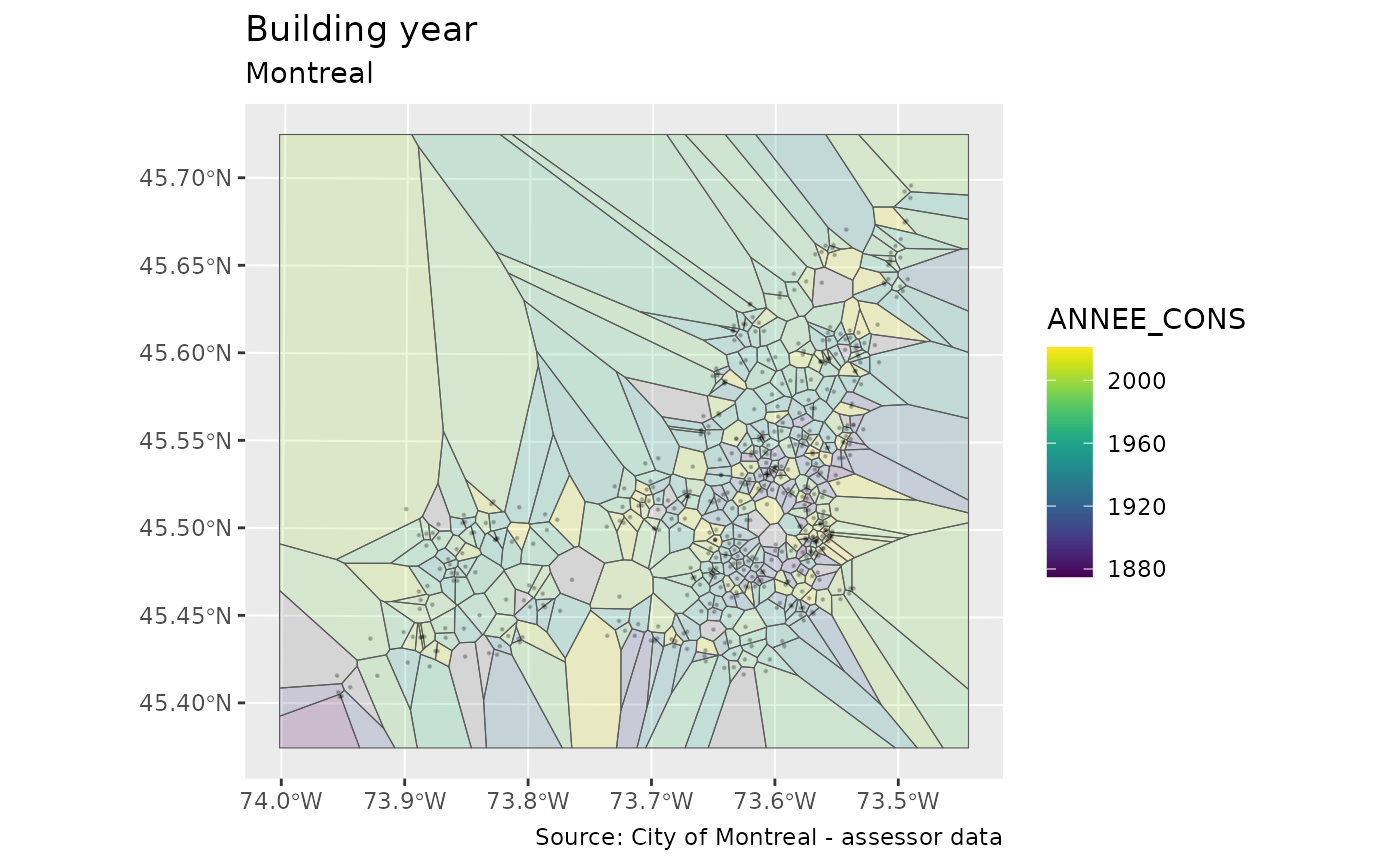 Building year
Montreal
45.70°N
45.65°N
45.60°N
45.55°N
45.50°N
45.45°N
45.40°N
74.0°W 73.9°W 73.8°W 73.7°W 73.6°W 73.5°W
Source: City of Montreal - assessor data
ANNEE_CONS
2000
1960
1920
1880